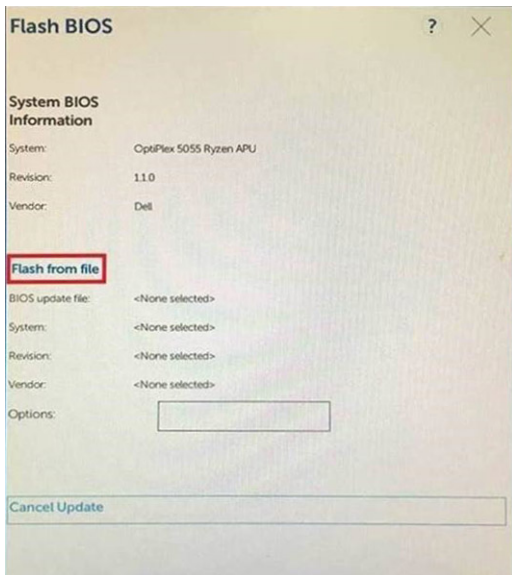 Flash BIOS ?
System BIOS
Information
System: OptiPlex 5055 Ryzen APU
Revision: 1.1.0
Vendor: Dell
Flash from file
BIOS update file: <None selected>
System: <None selected>
Revision: <None selected>
Vendor: <None selected>
Options:
Cancel Update